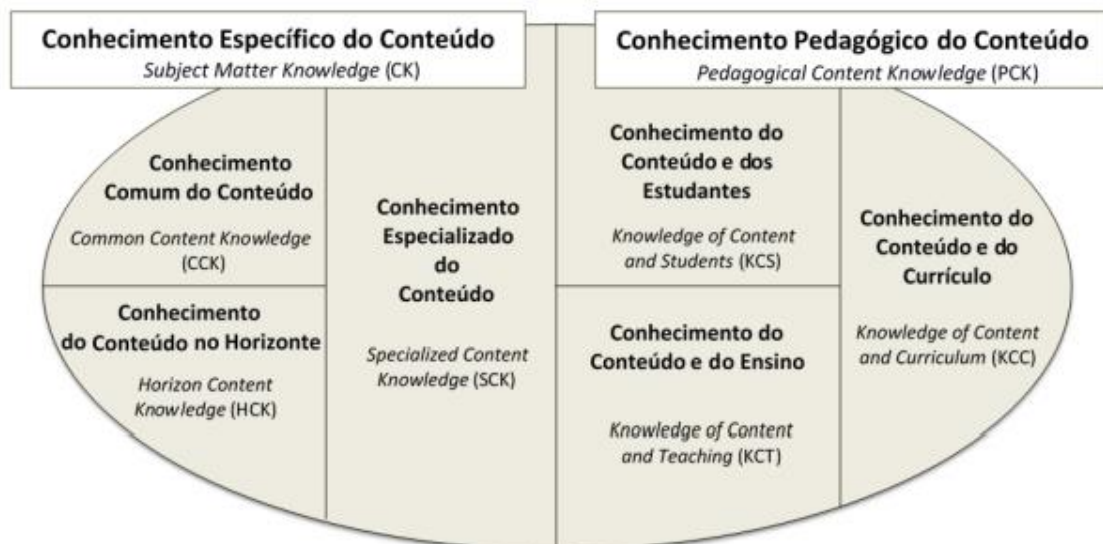 Conhecimento Específico do Conteúdo
Subject Matter Knowledge (CK)
Conhecimento Pedagógico do Conteúdo
Pedagogical Content Knowledge (PCK)
Conhecimento
Comum do Conteúdo
Common Content Knowledge
(CCK)
Conhecimento
do Conteúdo no Horizonte
Horizon Content
Knowledge (HCK)
Conhecimento
Especializado
do
Conteúdo
Specialized Content
Knowledge (SCK)
Conhecimento do
Conteúdo e dos
Estudantes
Knowledge of Content
and Students (KCS)
Conhecimento do
Conteúdo e do Ensino
Knowledge of Content
and Teaching (KCT)
Conhecimento do
Conteúdo e do
Currículo
Knowledge of Content
and Curriculum (KCC)